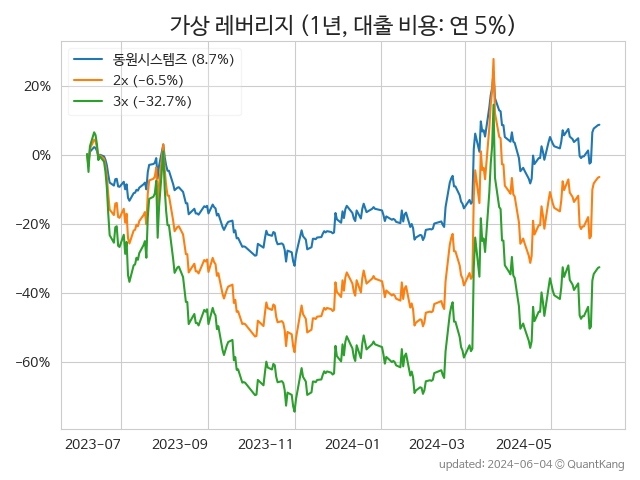 가상 레버리지 (1년, 대출 비용: 연 5%)
동원시스템즈 (8.7%)
2x (-6.5%)
3x (-32.7%)
20%
0%
−20%
−40%
−60%
2023-07 2023-09 2023-11 2024-01 2024-03 2024-05
updated: 2024-06-04 © QuantKang